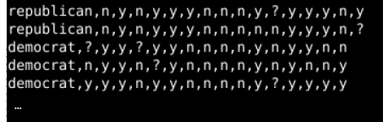 republican,n,y,n,y,y,y,n,n,n,y,?,y,y,y,n,y
republican,n,y,n,y,y,y,n,n,n,n,n,y,y,y,n,?
democrat,?,y,y,?,y,y,n,n,n,n,y,n,y,y,n,n
democrat,n,y,y,n,?,y,n,n,n,n,y,n,y,n,n,y
democrat,y,y,y,n,y,y,n,n,n,n,y,?,y,y,y,y
…